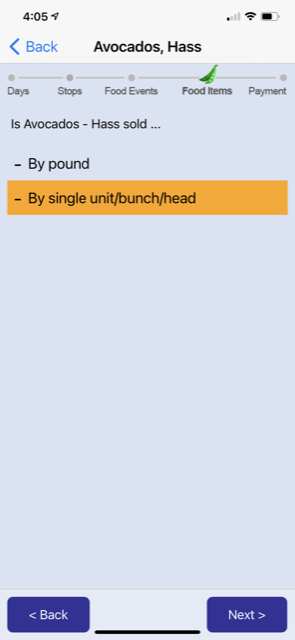 4:05
Back
Avocados, Hass
Days
Stops
Food Events
Food Items
Payment
Is Avocados - Hass sold ...
- By pound
- By single unit/bunch/head
< Back
Next >